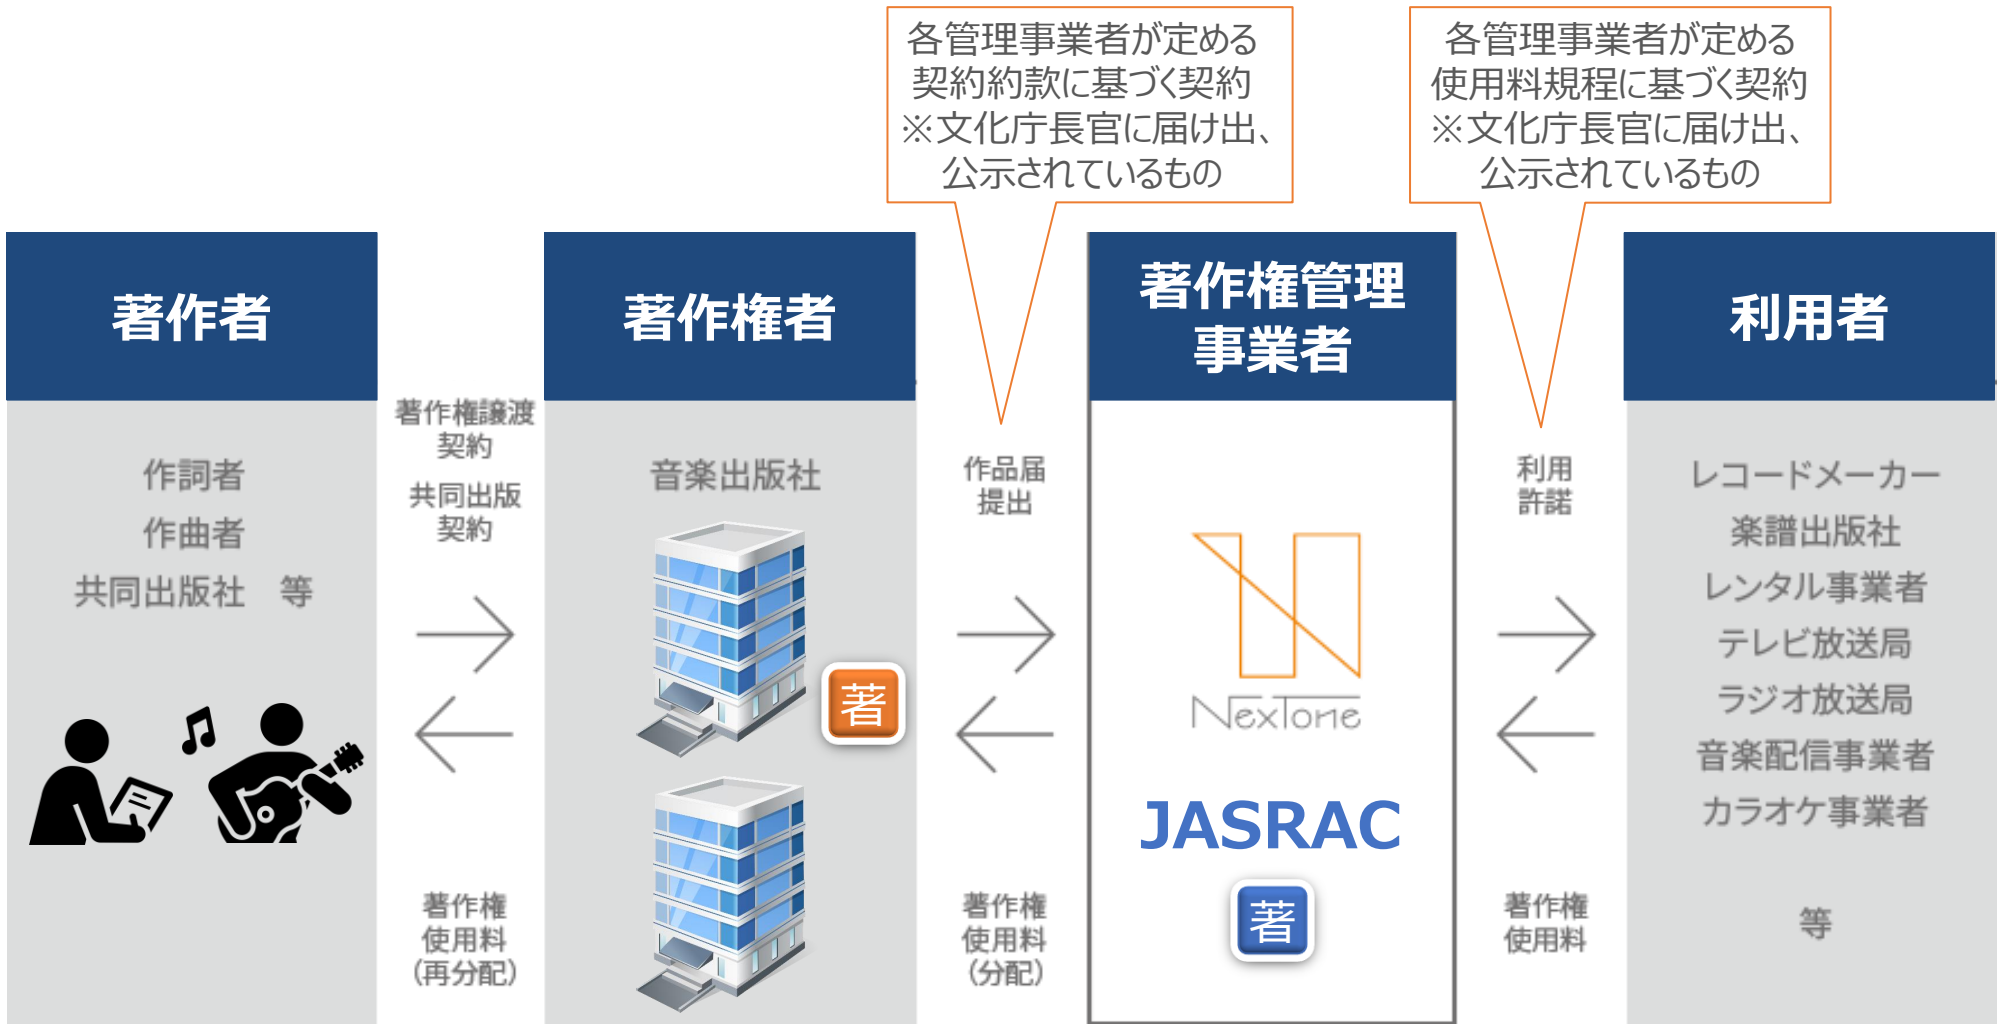 各管理事業者が定める
契約約款に基づく契約
※文化庁長官に届け出、
公示されているもの
各管理事業者が定める
使用料規程に基づく契約
※文化庁長官に届け出、
公示されているもの
著作者
作詞者
作曲者
共同出版社　等
著作権譲渡
契約
共同出版
契約
著作権
使用料
（再分配）
著作権者
音楽出版社
著
作品届
提出
著作権
使用料
（分配）
著作権管理
事業者
NexTone
JASRAC
著
利用
許諾
著作権
使用料
利用者
レコードメーカー
楽譜出版社
レンタル事業者
テレビ放送局
ラジオ放送局
音楽配信事業者
カラオケ事業者
等